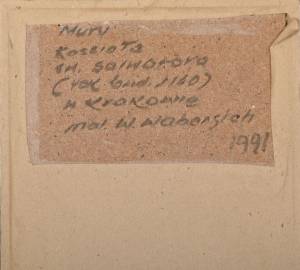 Mury
Kościoła
św. Salwatora
(rok bud. 1160)
w Krakowie
mal. W.
1991